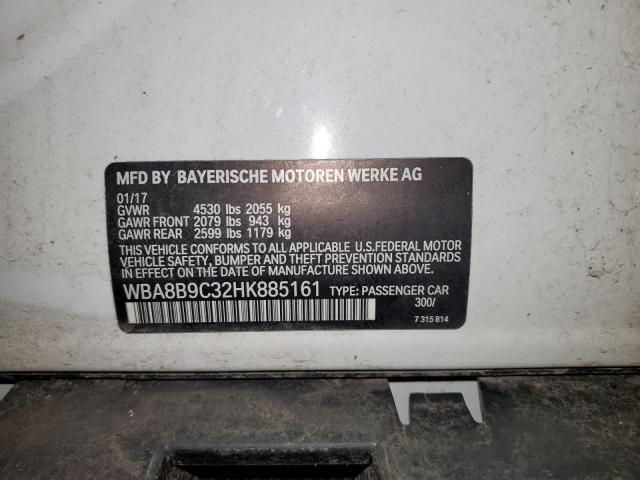 MFD BY BAYERISCHE MOTOREN WERKE AG
01/17
GVWR 4530 lbs 2055 kg
GAWR FRONT 2079 lbs 943 kg
GAWR REAR 2599 lbs 1179 kg
THIS VEHICLE CONFORMS TO ALL APPLICABLE U.S.FEDERAL MOTOR
VEHICLE SAFETY, BUMPER AND THEFT PREVENTION STANDARDS
IN EFFECT ON THE DATE OF MANUFACTURE SHOWN ABOVE.
WBA8B9C32HK885161 TYPE: PASSENGER CAR
300/
7 315 814